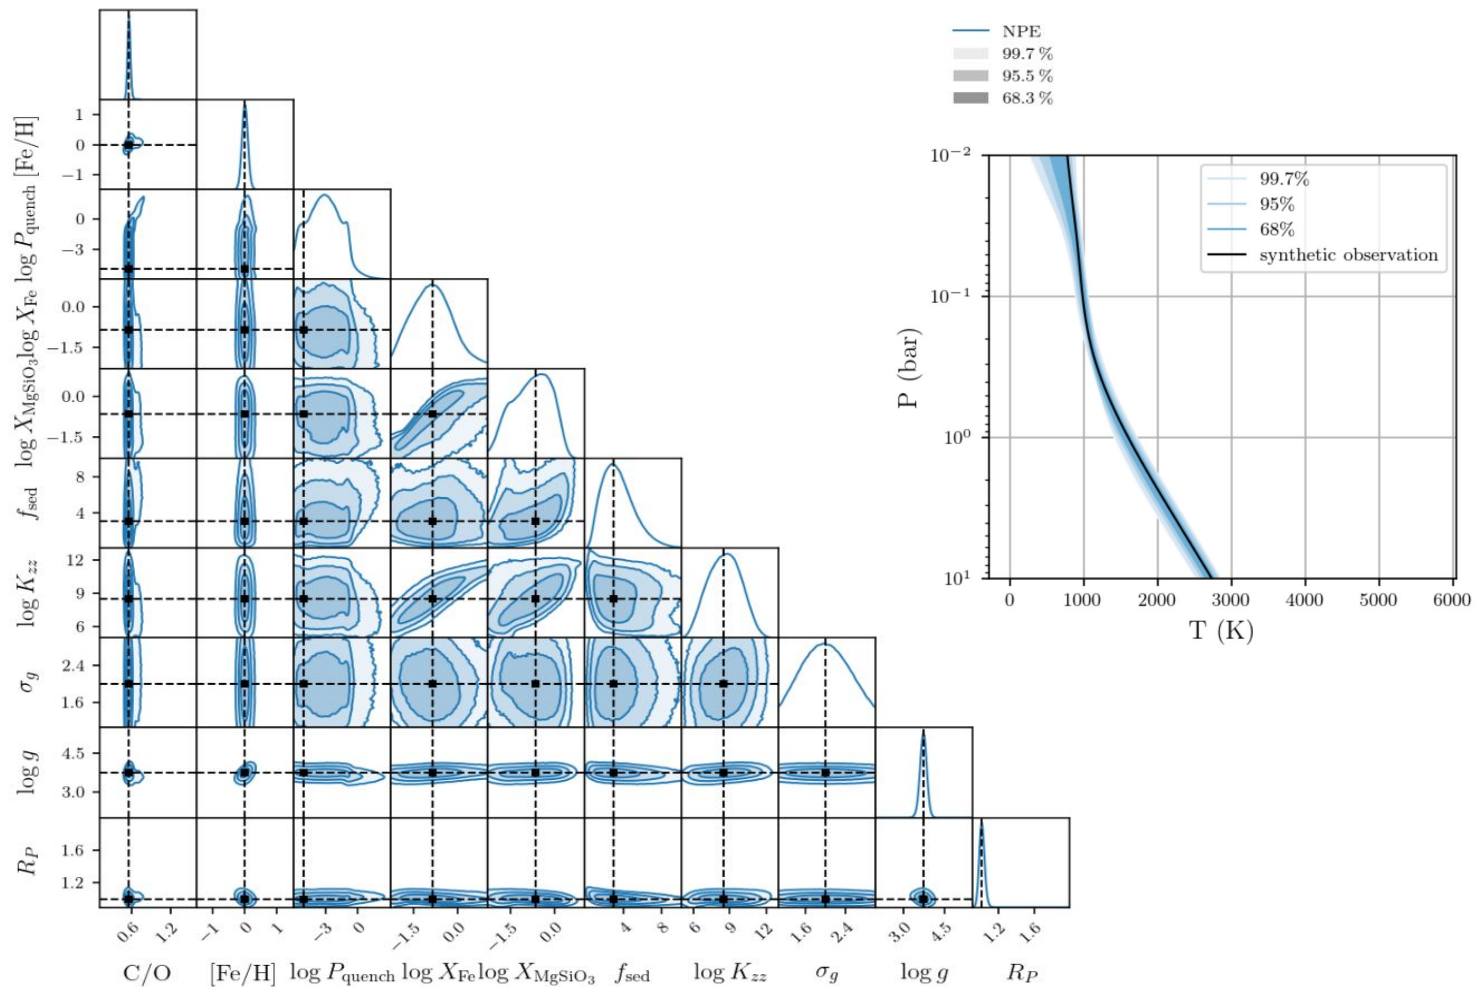 NPE
99.7 %
95.5 %
68.3 %
[Fe/H]
1
0
−1
log P_quench
0
−3
log X_Fe
0.0
−1.5
log X_MgSiO₃
0.0
−1.5
f_sed
8
4
log K_zz
12
9
6
σ_g
2.4
1.6
log g
4.5
3.0
R_P
1.6
1.2
0.6 1.2 −1 0 1 −3 0 −1.5 0.0 −1.5 0.0 4 8 6 9 12 1.6 2.4 3.0 4.5 1.2 1.6
C/O [Fe/H] log P_quench log X_Fe log X_MgSiO₃ f_sed log K_zz σ_g log g R_P
99.7%
95%
68%
synthetic observation
P (bar)
10⁻²
10⁻¹
10⁰
10¹
0 1000 2000 3000 4000 5000 6000
T (K)